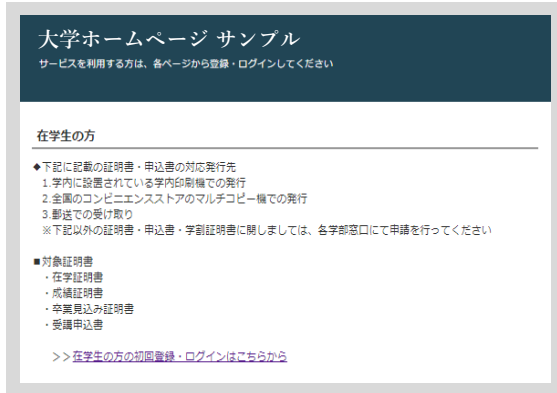 大学ホームページ サンプル
サービスを利用する方は、各ページから登録・ログインしてください
在学生の方
◆下記に記載の証明書・申込書の対応発行先
1.学内に設置されている学内印刷機での発行
2.全国のコンビニエンスストアのマルチコピー機での発行
3.郵送での受け取り
※下記以外の証明書・申込書・学割証明書に関しましては、各学部窓口にて申請を行ってください
■対象証明書
・在学証明書
・成績証明書
・卒業見込み証明書
・受講申込書
>>在学生の方の初回登録・ログインはこちらから